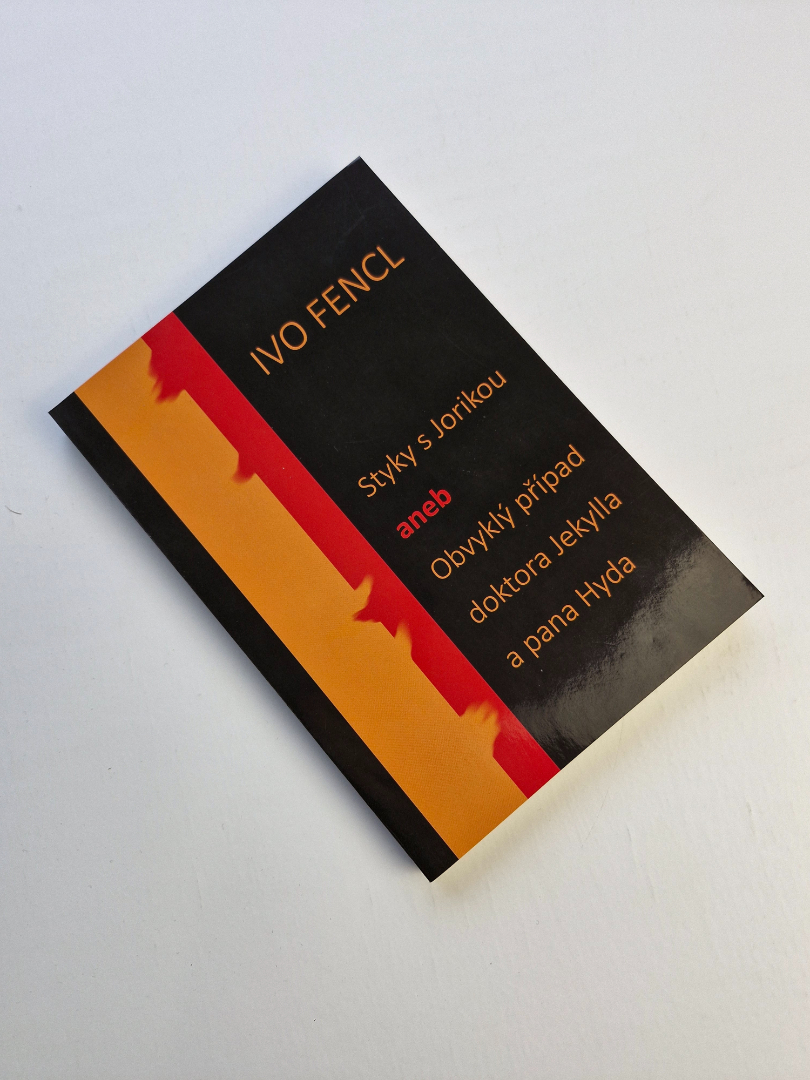 IVO FENCL
Styky s Jorikou
aneb
Obvyklý případ
doktora Jekylla
a pana Hyda